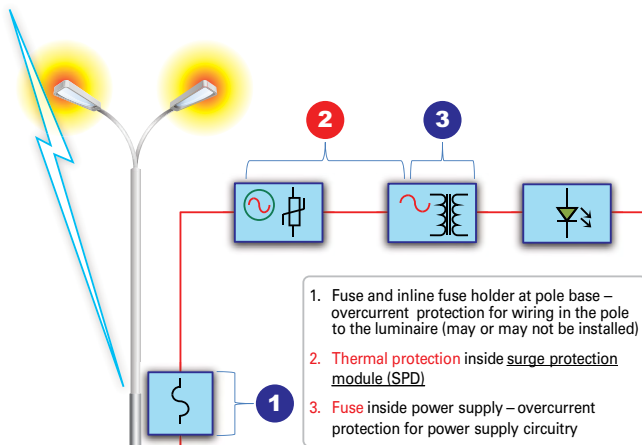 2
3
1
1. Fuse and inline fuse holder at pole base –
overcurrent protection for wiring in the pole
to the luminaire (may or may not be installed)
2. Thermal protection inside surge protection
module (SPD)
3. Fuse inside power supply – overcurrent
protection for power supply circuitry